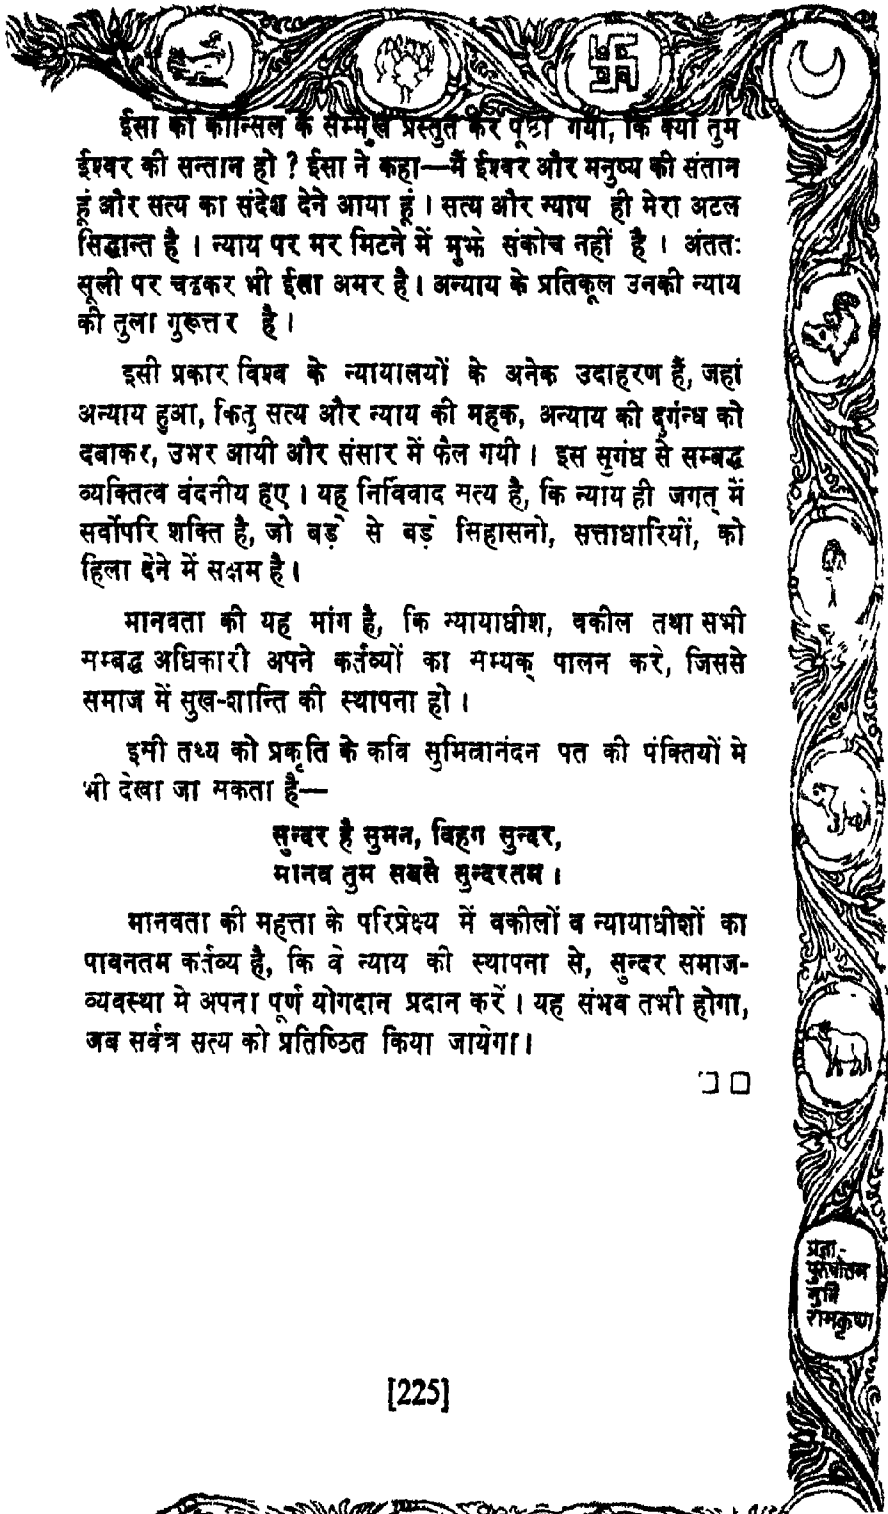 ईसा को कौन्सिल के सम्मुख प्रस्तुत कर पूछा गया, कि क्या तुम
ईश्वर की सन्तान हो ? ईसा ने कहा—मैं ईश्वर और मनुष्य की संतान
हूं और सत्य का संदेश देने आया हूं । सत्य और न्याय ही मेरा अटल
सिद्धान्त है । न्याय पर मर मिटने में मुझे संकोच नहीं है । अंततः
सूली पर चढकर भी ईसा अमर है । अन्याय के प्रतिकूल उनकी न्याय
की तुला गुरूत्तर है ।
इसी प्रकार विश्व के न्यायालयों के अनेक उदाहरण हैं, जहां
अन्याय हुआ, किंतु सत्य और न्याय की महक, अन्याय की दुर्गन्ध को
दबाकर, उभर आयी और संसार में फैल गयी । इस सुगंध से सम्बद्ध
व्यक्तित्व वंदनीय हुए । यह निर्विवाद सत्य है, कि न्याय ही जगत् में
सर्वोपरि शक्ति है, जो बड़े से बड़े सिहासनो, सत्ताधारियों, को
हिला देने में सक्षम है ।
मानवता की यह मांग है, कि न्यायाधीश, वकील तथा सभी
सम्बद्ध अधिकारी अपने कर्तव्यों का सम्यक् पालन करे, जिससे
समाज में सुख-शान्ति की स्थापना हो ।
इसी तथ्य को प्रकृति के कवि सुमित्रानंदन पत की पंक्तियों मे
भी देखा जा सकता है—
सुन्दर है सुमन, विहग सुन्दर,
मानव तुम सबसे सुन्दरतम ।
मानवता की महत्ता के परिप्रेक्ष्य में वकीलों व न्यायाधीशों का
पावनतम कर्तव्य है, कि वे न्याय की स्थापना से, सुन्दर समाज-
व्यवस्था मे अपना पूर्ण योगदान प्रदान करें । यह संभव तभी होगा,
जब सर्वत्र सत्य को प्रतिष्ठित किया जायेगा ।
प्रज्ञा-
पुरुषोत्तम
मुनि
रामकृष्ण
[225]